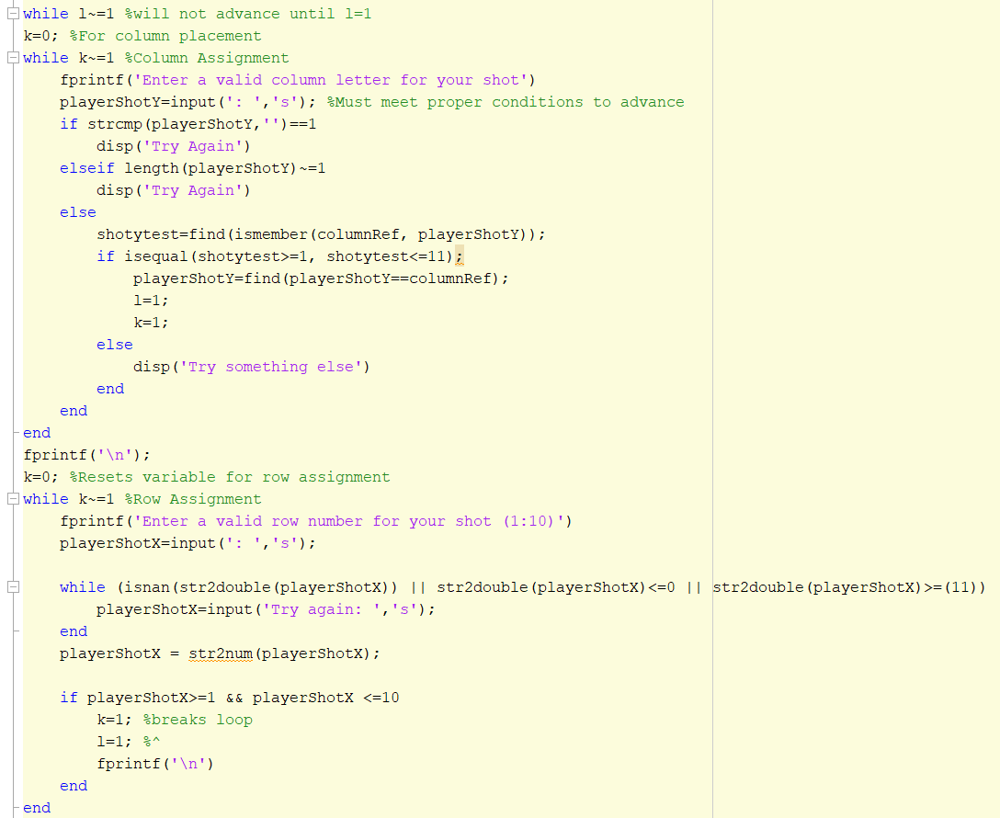 while l~=1 %will not advance until l=1
k=0; %For column placement
while k~=1 %Column Assignment
    fprintf('Enter a valid column letter for your shot')
    playerShotY=input(': ','s'); %Must meet proper conditions to advance
    if strcmp(playerShotY,'')==1
        disp('Try Again')
    elseif length(playerShotY)~=1
        disp('Try Again')
    else
        shotytest=find(ismember(columnRef, playerShotY));
        if isequal(shotytest>=1, shotytest<=11);
            playerShotY=find(playerShotY==columnRef);
            l=1;
            k=1;
        else
            disp('Try something else')
        end
    end
end
fprintf('\n');
k=0; %Resets variable for row assignment
while k~=1 %Row Assignment
    fprintf('Enter a valid row number for your shot (1:10)')
    playerShotX=input(': ','s');

    while (isnan(str2double(playerShotX)) || str2double(playerShotX)<=0 || str2double(playerShotX)>=(11))
        playerShotX=input('Try again: ','s');
    end
    playerShotX = str2num(playerShotX);

    if playerShotX>=1 && playerShotX <=10
        k=1; %breaks loop
        l=1; %^
        fprintf('\n')
    end
end